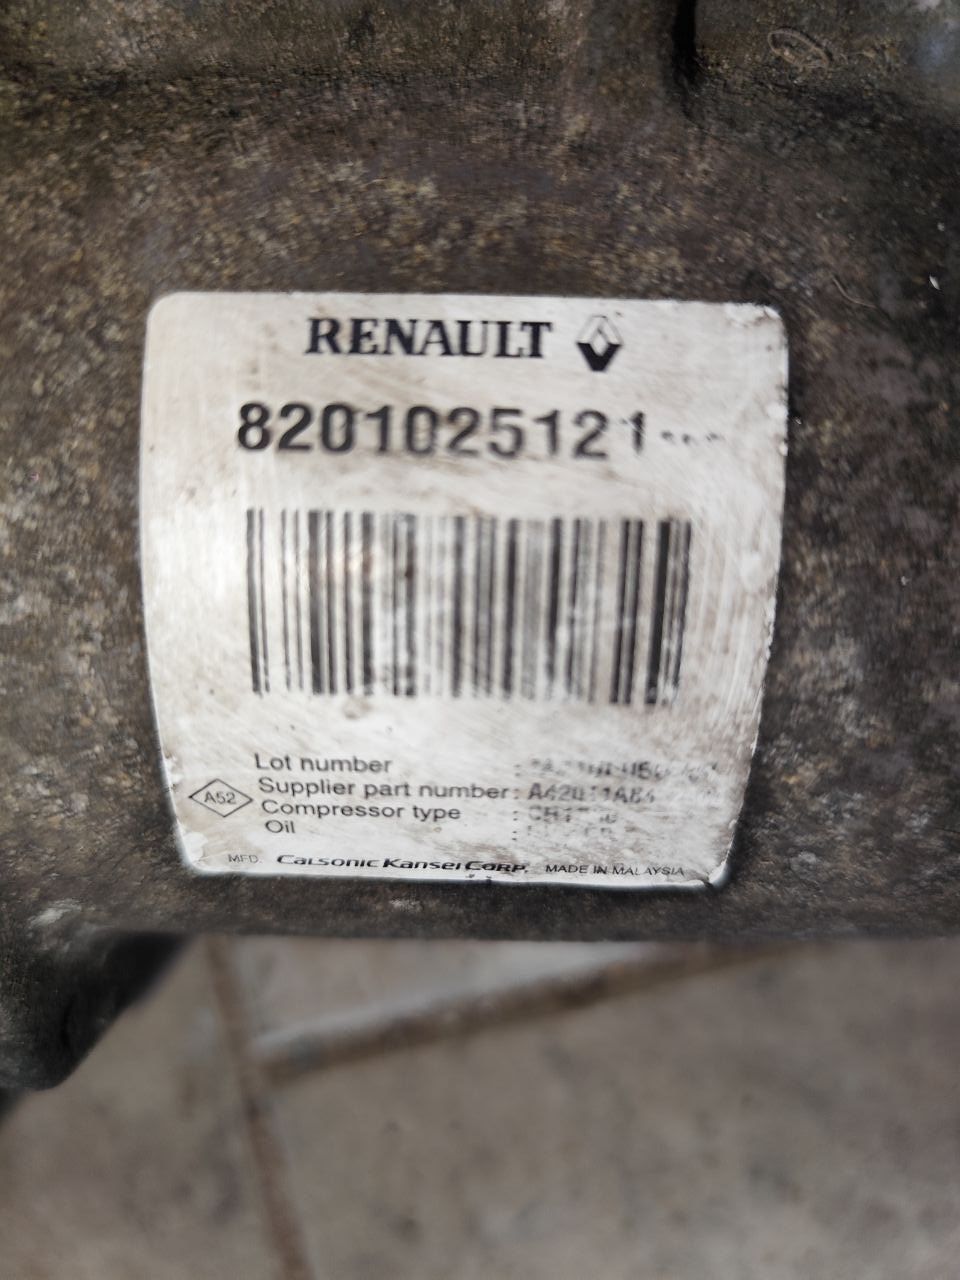 RENAULT
8201025121
Lot number :
Supplier part number :
A52
Compressor type :
Oil :
MFD. Calsonic Kansei Corp. MADE IN MALAYSIA